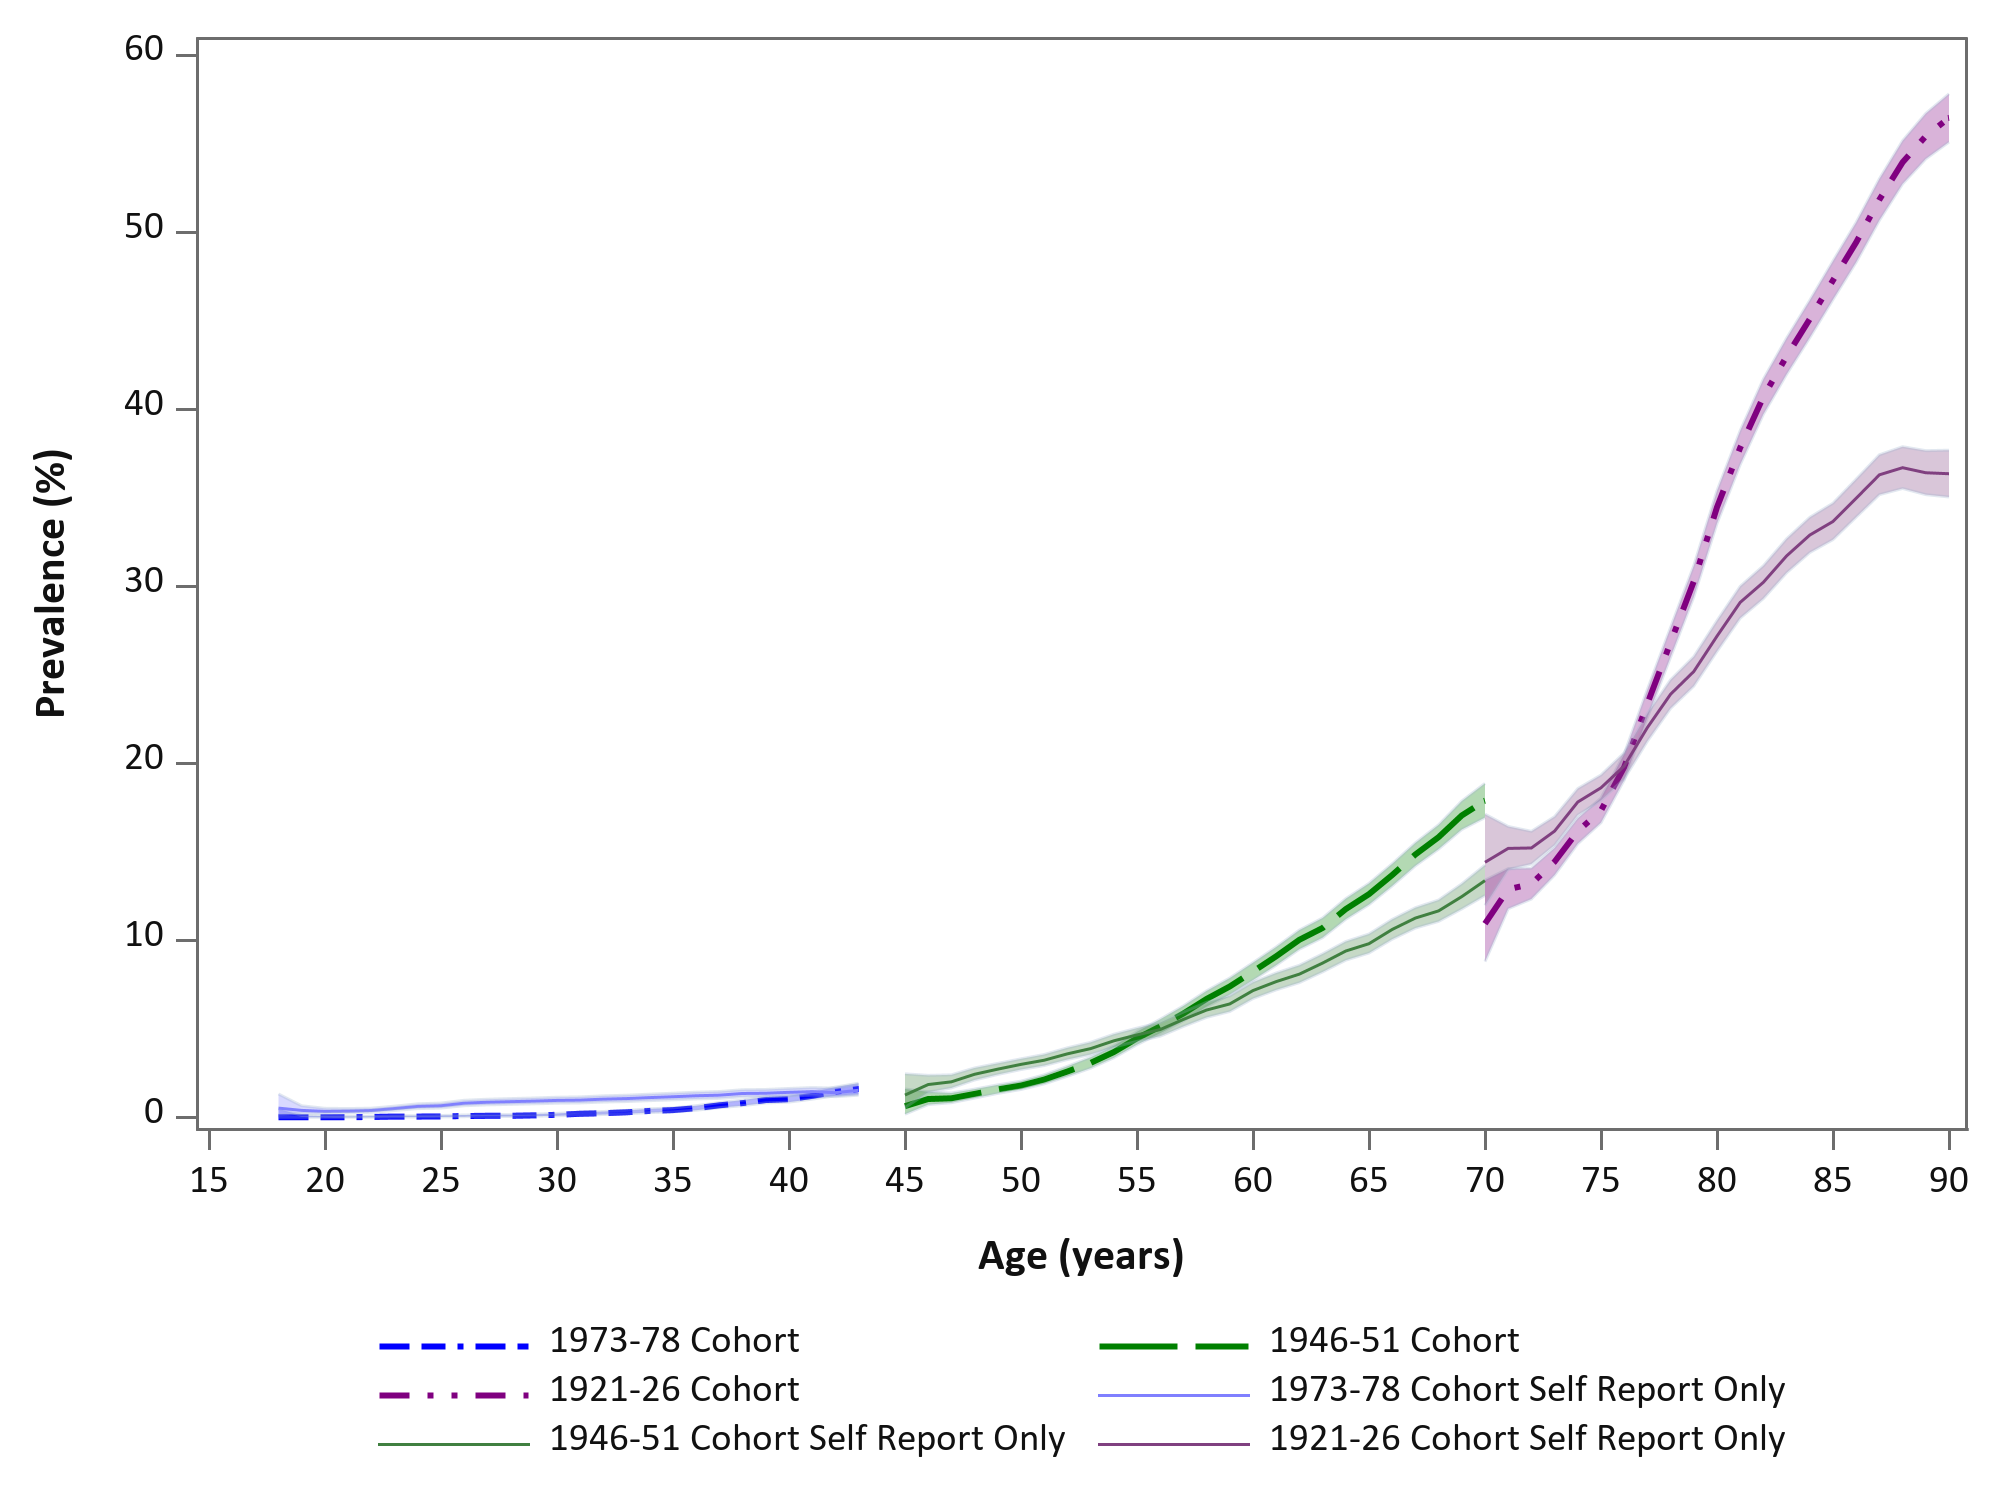 60
50
40
30
20
10
0
Prevalence (%)
15 20 25 30 35 40 45 50 55 60 65 70 75 80 85 90
Age (years)
1973-78 Cohort 1946-51 Cohort
1921-26 Cohort 1973-78 Cohort Self Report Only
1946-51 Cohort Self Report Only 1921-26 Cohort Self Report Only